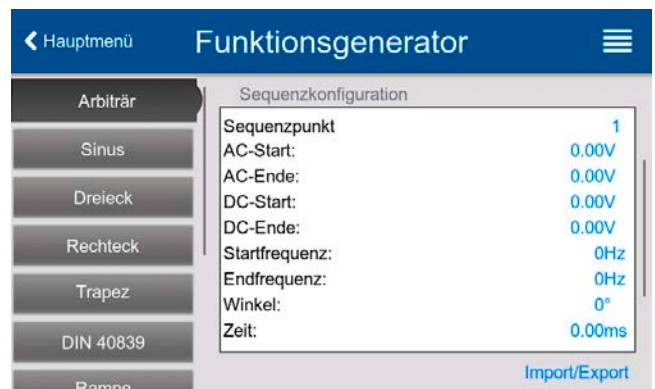 Hauptmenü
Funktionsgenerator
Arbiträr
Sinus
Dreieck
Rechteck
Trapez
DIN 40839
Rampe
Sequenzkonfiguration
Sequenzpunkt 1
AC-Start: 0.00V
AC-Ende: 0.00V
DC-Start: 0.00V
DC-Ende: 0.00V
Startfrequenz: 0Hz
Endfrequenz: 0Hz
Winkel: 0°
Zeit: 0.00ms
Import/Export